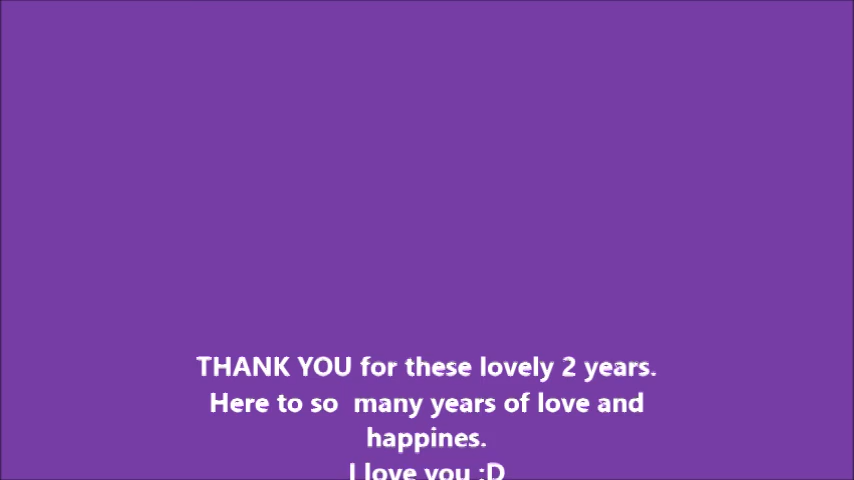 THANK YOU for these lovely 2 years.
Here to so  many years of love and
happines.
I love you :D